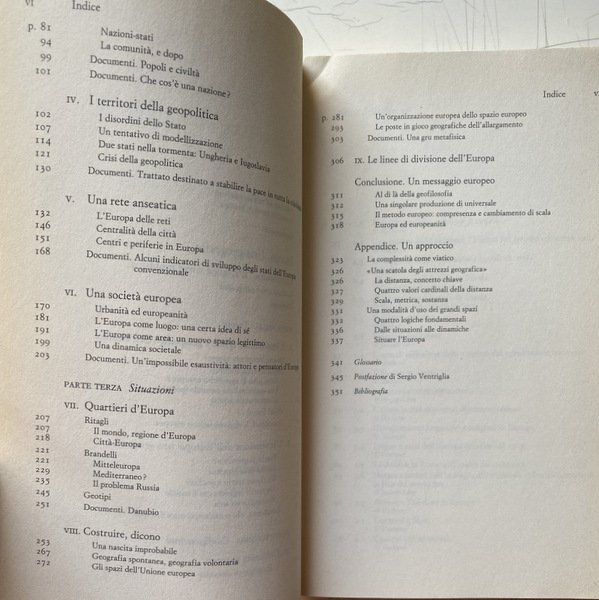 VI Indice
p. 81 Nazioni-stati
94 La comunità, e dopo
99 Documenti. Popoli e civiltà
101 Documenti. Che cos'è una nazione?
IV. I territori della geopolitica
102 I disordini dello Stato
107 Un tentativo di modellizzazione
114 Due stati nella tormenta: Ungheria e Iugoslavia
121 Crisi della geopolitica
130 Documenti. Trattato destinato a stabilire la pace in tutta la
V. Una rete anseatica
132 L'Europa delle reti
146 Centralità della città
151 Centri e periferie in Europa
168 Documenti. Alcuni indicatori di sviluppo degli stati dell'Europa
convenzionale
VI. Una società europea
170 Urbanità ed europeanità
181 L'Europa come luogo: una certa idea di sé
191 L'Europa come area: un nuovo spazio legittimo
199 Una dinamica societale
203 Documenti. Un'impossibile esaustività: attori e pensatori d'Europa
PARTE TERZA Situazioni
VII. Quartieri d'Europa
207 Ritagli
207 Il mondo, regione d'Europa
218 Città-Europa
221 Brandelli
221 Mitteleuropa
229 Mediterraneo?
235 Il problema Russia
245 Geotipi
251 Documenti. Danubio
VIII. Costruire, dicono
253 Una nascita improbabile
267 Geografia spontanea, geografia volontaria
272 Gli spazi dell'Unione europea
Indice V
p. 281 Un'organizzazione europea dello spazio europeo
293 Le poste in gioco geografiche dell'allargamento
303 Documenti. Una gru metafisica
306 IX. Le linee di divisione dell'Europa
Conclusione. Un messaggio europeo
311 Al di là della geofilosofia
312 Una singolare produzione di universale
315 Il metodo europeo: compresenza e cambiamento di scala
318 Europa ed europeanità
Appendice. Un approccio
323 La complessità come viatico
326 «Una scatola degli attrezzi geografica»
326 La distanza, concetto chiave
327 Quattro valori cardinali della distanza
329 Scala, metrica, sostanza
331 Una modalità d'uso dei grandi spazi
332 Quattro logiche fondamentali
336 Dalle situazioni alle dinamiche
337 Situare l'Europa
341 Glossario
345 Postfazione di Sergio Ventriglia
351 Bibliografia